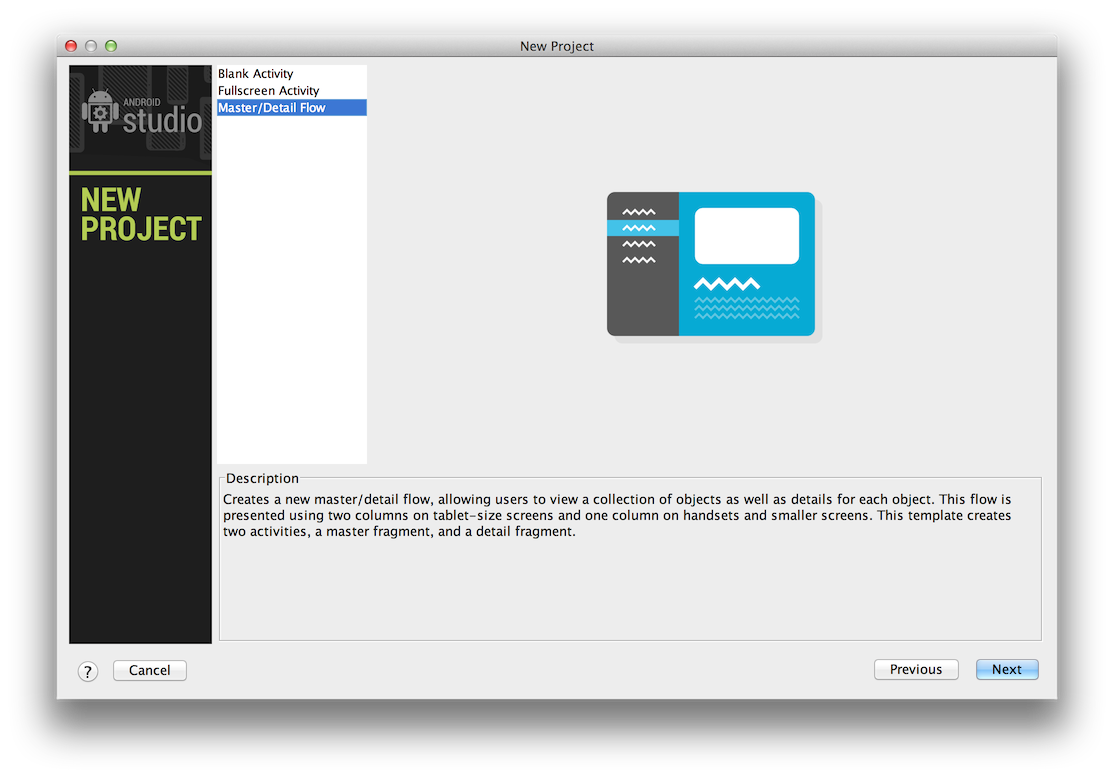 New Project
ANDROID
studio
NEW
PROJECT
Blank Activity
Fullscreen Activity
Master/Detail Flow
Description
Creates a new master/detail flow, allowing users to view a collection of objects as well as details for each object. This flow is
presented using two columns on tablet-size screens and one column on handsets and smaller screens. This template creates
two activities, a master fragment, and a detail fragment.
?
Cancel
Previous
Next